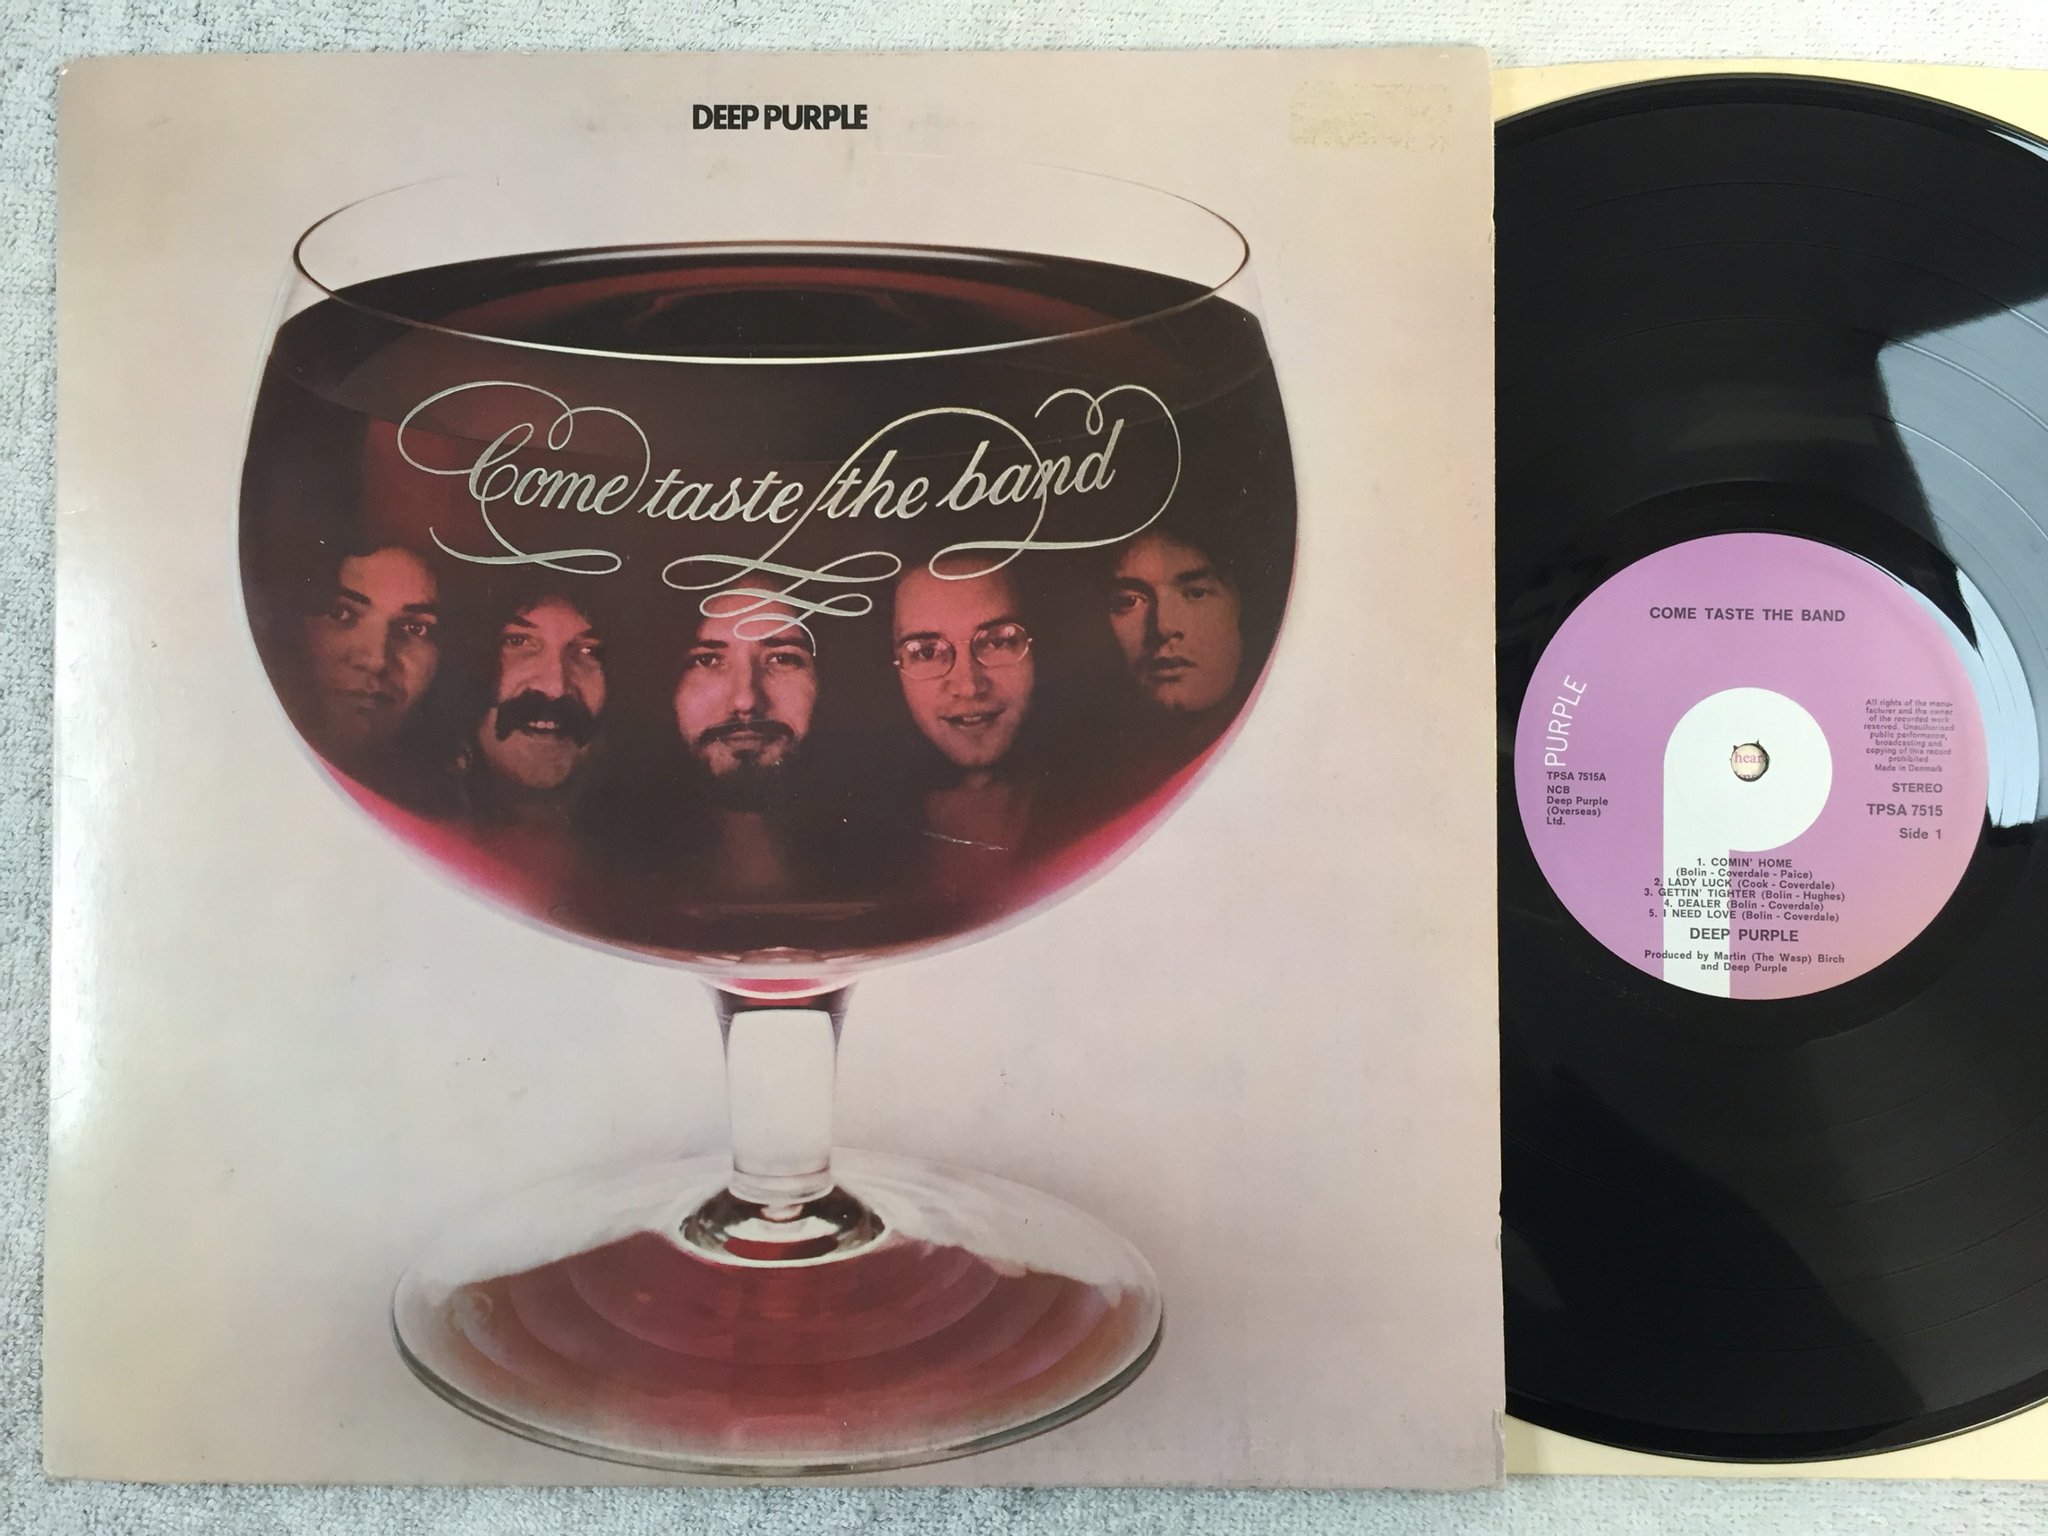 DEEP PURPLE
Come taste the band
COME TASTE THE BAND
PURPLE
All rights of the manu-
facturer and the owner
of the recorded work
reserved. Unauthorised
public performance,
broadcasting and
copying of this record
prohibited
Made in Denmark
TPSA 7515A
NCB
Deep Purple
(Overseas)
Ltd.
STEREO
TPSA 7515
Side 1
1. COMIN' HOME
(Bolin - Coverdale - Paice)
2. LADY LUCK (Cook - Coverdale)
3. GETTIN' TIGHTER (Bolin - Hughes)
4. DEALER (Bolin - Coverdale)
5. I NEED LOVE (Bolin - Coverdale)
DEEP PURPLE
Produced by Martin (The Wasp) Birch
and Deep Purple